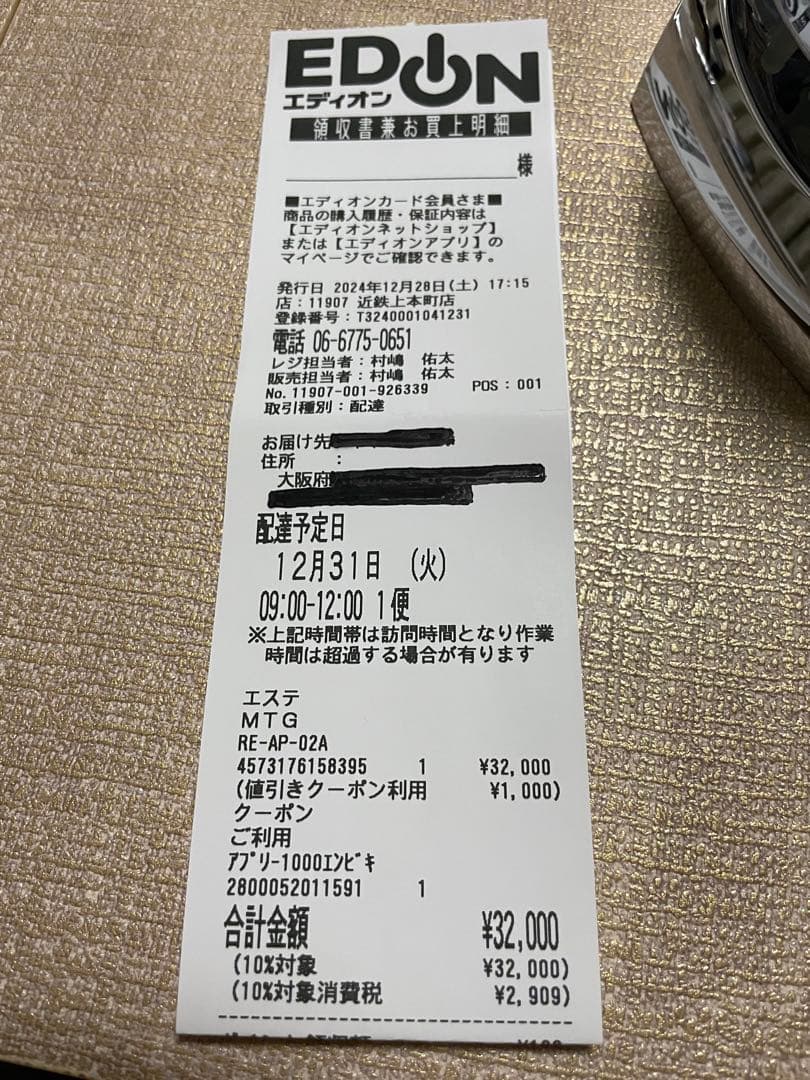 EDION
エディオン
領収書兼お買上明細
様
■エディオンカード会員さま■
商品の購入履歴・保証内容は
【エディオンネットショップ】
または【エディオンアプリ】の
マイページでご確認できます。
発行日 2024年12月28日(土) 17:15
店：11907 近鉄上本町店
登録番号：T3240001041231
電話 06-6775-0651
レジ担当者：村嶋 佑太
販売担当者：村嶋 佑太
No.11907-001-926339 POS：001
取引種別：配達
お届け先
住所 ：
大阪府
配達予定日
12月31日 (火)
09:00-12:00 1便
※上記時間帯は訪問時間となり作業
時間は超過する場合が有ります
エステ
MTG
RE-AP-02A
4573176158395 1 ¥32,000
(値引きクーポン利用 ¥1,000)
クーポン
ご利用
ｱﾌﾟﾘｰ1000ｴﾝﾋﾞｷ
2800052011591 1
合計金額 ¥32,000
(10%対象 ¥32,000)
(10%対象消費税 ¥2,909)